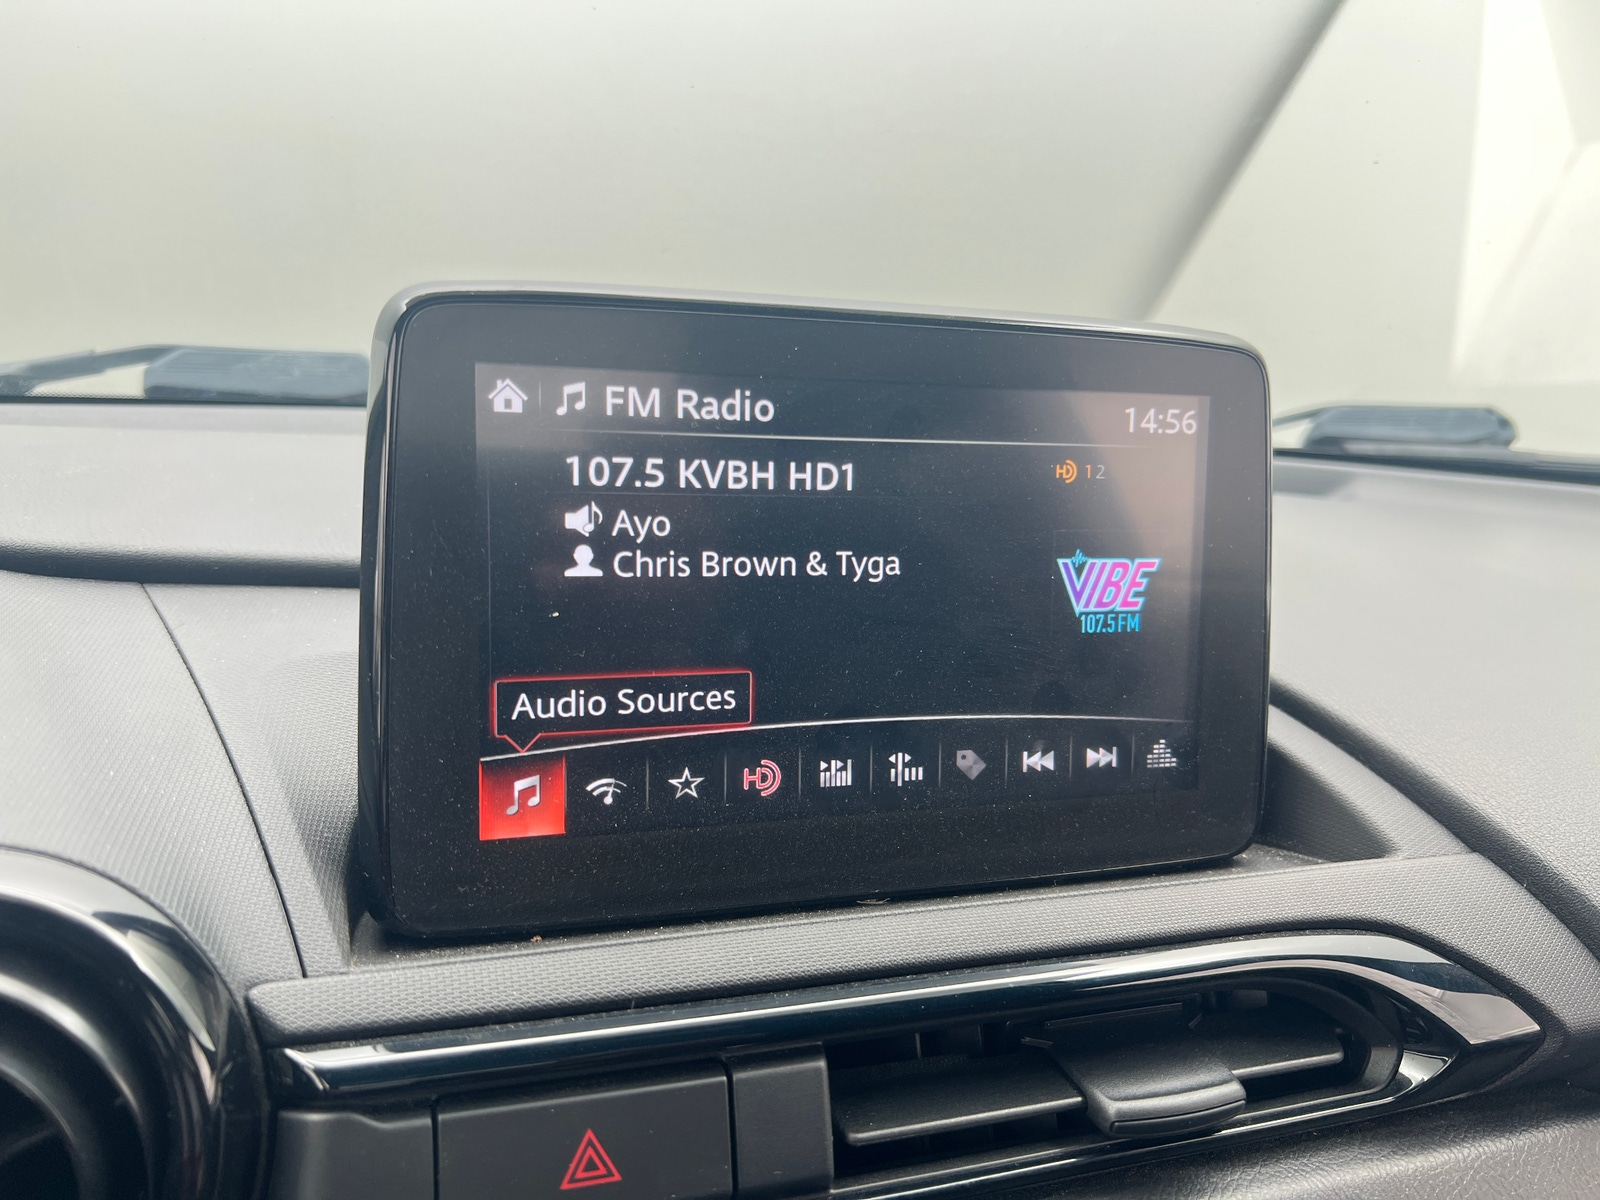 FM Radio
14:56
107.5 KVBH HD1
HD 1 2
Ayo
Chris Brown & Tyga
VIBE
107.5 FM
Audio Sources
HD